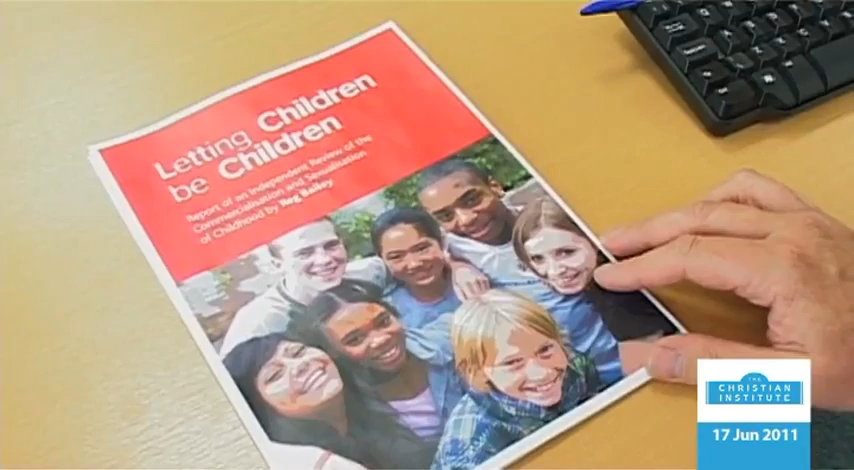 Letting Children
be Children
Report of an Independent Review of the
Commercialisation and Sexualisation
of Childhood by Reg Bailey
THE
CHRISTIAN
INSTITUTE
17 Jun 2011